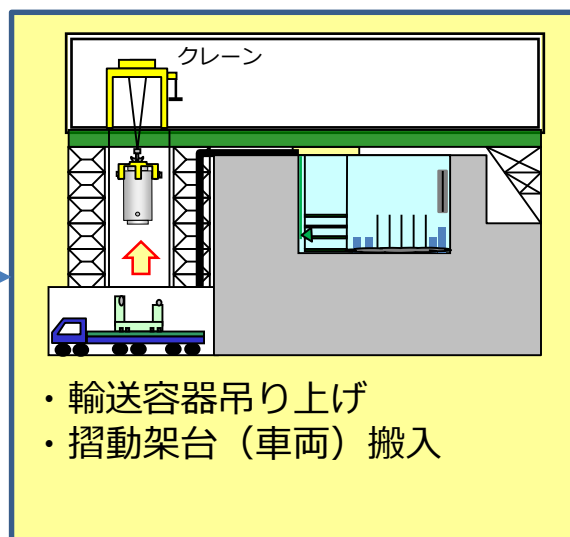 クレーン
・輸送容器吊り上げ
・摺動架台（車両）搬入